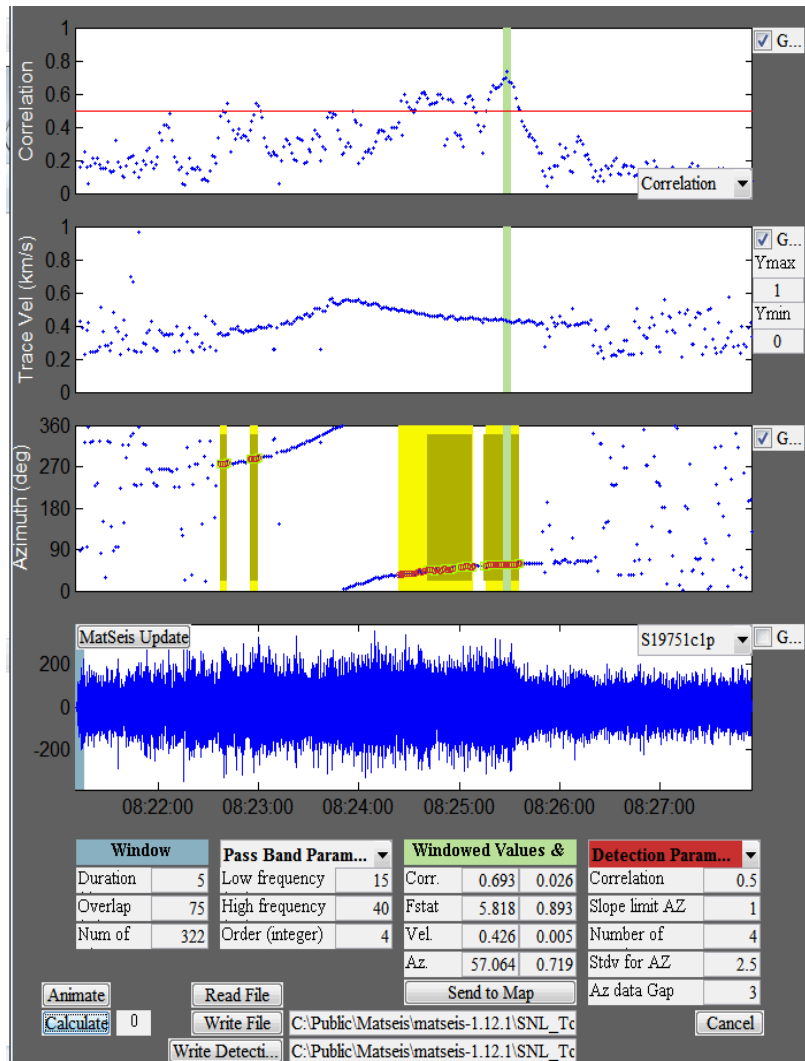 1
0.8
0.6
0.4
0.2
0
Correlation
G...
Correlation
1
0.8
0.6
0.4
0.2
0
Trace Vel (km/s)
G...
Ymax
1
Ymin
0
360
270
180
90
0
Azimuth (deg)
G...
MatSeis Update
S19751c1p
G...
200
0
-200
08:22:00 08:23:00 08:24:00 08:25:00 08:26:00 08:27:00
Window
Duration 5
Overlap 75
Num of 322
Pass Band Param...
Low frequency 15
High frequency 40
Order (integer) 4
Windowed Values &
Corr. 0.693 0.026
Fstat 5.818 0.893
Vel. 0.426 0.005
Az. 57.064 0.719
Send to Map
Detection Param...
Correlation 0.5
Slope limit AZ 1
Number of 4
Stdv for AZ 2.5
Az data Gap 3
Animate
Read File
Calculate 0
Write File C:\Public\Matseis\matseis-1.12.1\SNL_Tc
Cancel
Write Detecti... C:\Public\Matseis\matseis-1.12.1\SNL_Tc